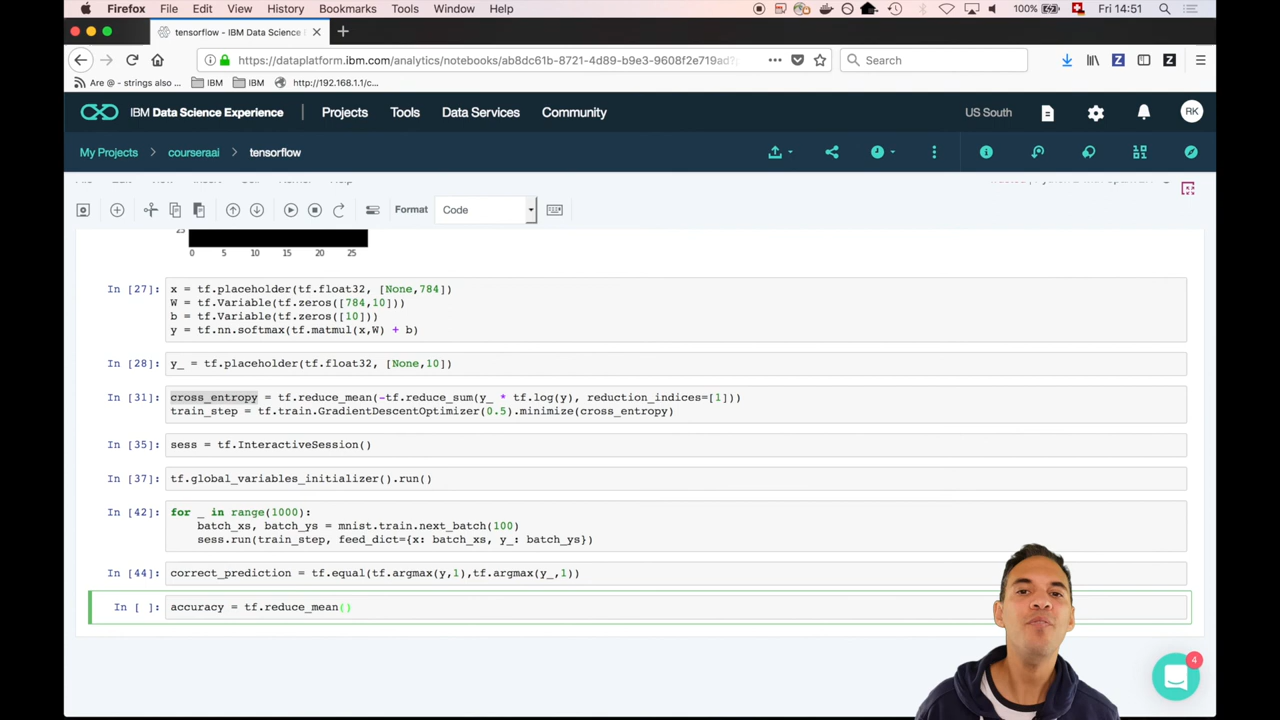 Firefox File Edit View History Bookmarks Tools Window Help 100% Fri 14:51
tensorflow - IBM Data Science
https://dataplatform.ibm.com/analytics/notebooks/ab8dc61b-8721-4d89-b9e3-9608f2e719ad? Search
Are @ - strings also ... IBM IBM http://192.168.1.1/c...
IBM Data Science Experience Projects Tools Data Services Community US South RK
My Projects > courseraai > tensorflow
Format Code
25
0 5 10 15 20 25
In [27]: x = tf.placeholder(tf.float32, [None,784])
W = tf.Variable(tf.zeros([784,10]))
b = tf.Variable(tf.zeros([10]))
y = tf.nn.softmax(tf.matmul(x,W) + b)
In [28]: y_ = tf.placeholder(tf.float32, [None,10])
In [31]: cross_entropy = tf.reduce_mean(-tf.reduce_sum(y_ * tf.log(y), reduction_indices=[1]))
train_step = tf.train.GradientDescentOptimizer(0.5).minimize(cross_entropy)
In [35]: sess = tf.InteractiveSession()
In [37]: tf.global_variables_initializer().run()
In [42]: for _ in range(1000):
batch_xs, batch_ys = mnist.train.next_batch(100)
sess.run(train_step, feed_dict={x: batch_xs, y_: batch_ys})
In [44]: correct_prediction = tf.equal(tf.argmax(y,1),tf.argmax(y_,1))
In [ ]: accuracy = tf.reduce_mean()
4